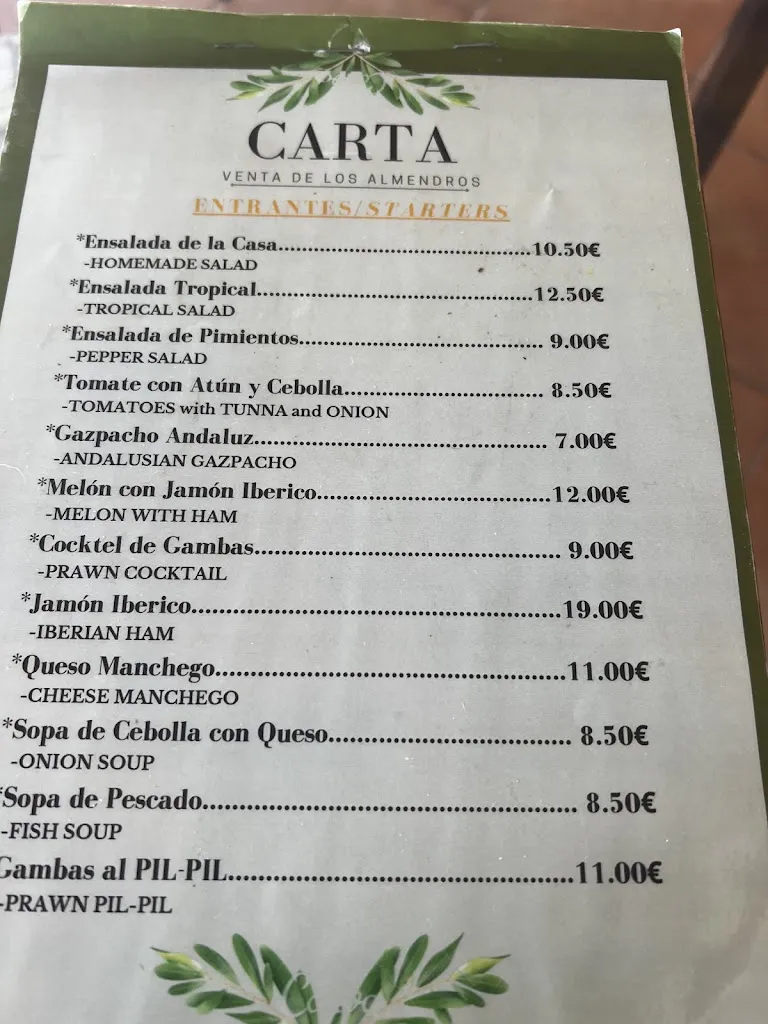 CARTA
VENTA DE LOS ALMENDROS
ENTRANTES/STARTERS
*Ensalada de la Casa..........10.50€
-HOMEMADE SALAD
*Ensalada Tropical..........12.50€
-TROPICAL SALAD
*Ensalada de Pimientos.......... 9.00€
-PEPPER SALAD
*Tomate con Atún y Cebolla.......... 8.50€
-TOMATOES with TUNNA and ONION
*Gazpacho Andaluz.......... 7.00€
-ANDALUSIAN GAZPACHO
*Melón con Jamón Iberico..........12.00€
-MELON WITH HAM
*Cocktel de Gambas.......... 9.00€
-PRAWN COCKTAIL
*Jamón Iberico..........19.00€
-IBERIAN HAM
*Queso Manchego..........11.00€
-CHEESE MANCHEGO
*Sopa de Cebolla con Queso.......... 8.50€
-ONION SOUP
*Sopa de Pescado.......... 8.50€
-FISH SOUP
Gambas al PIL-PIL..........11.00€
-PRAWN PIL-PIL